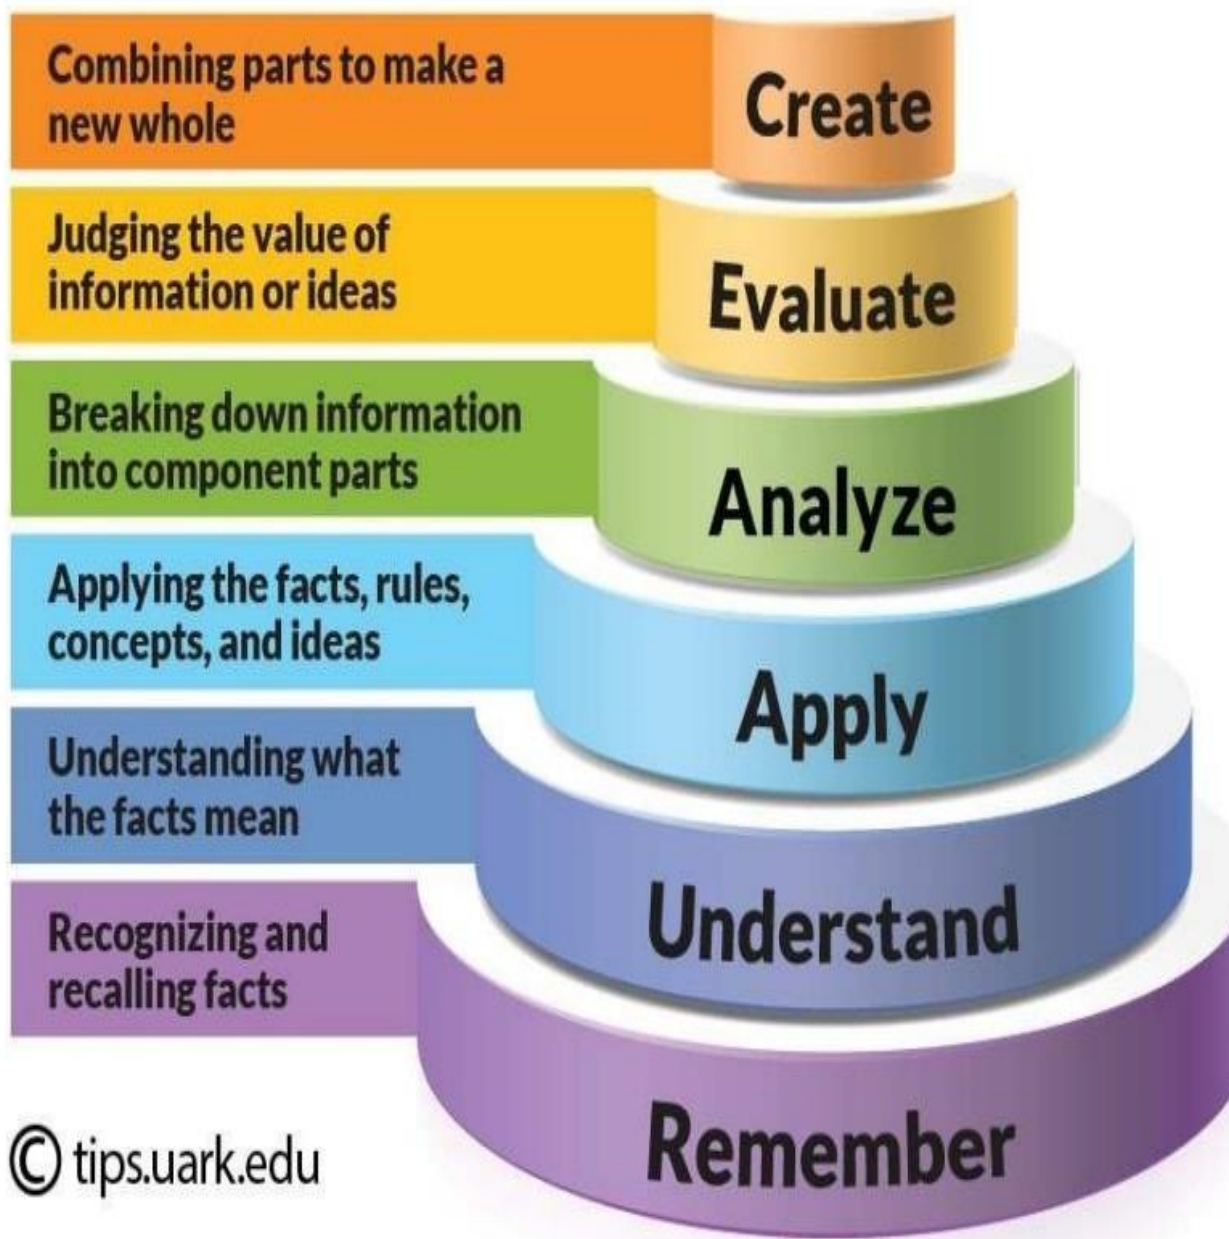 Combining parts to make a
new whole
Create
Judging the value of
information or ideas
Evaluate
Breaking down information
into component parts
Analyze
Applying the facts, rules,
concepts, and ideas
Apply
Understanding what
the facts mean
Understand
Recognizing and
recalling facts
Remember
© tips.uark.edu